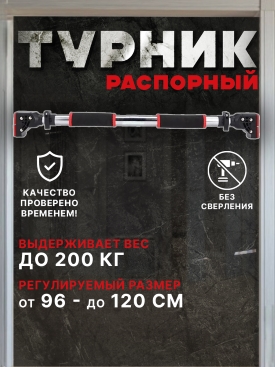 ТУРНИК
РАСПОРНЫЙ
КАЧЕСТВО
ПРОВЕРЕНО
ВРЕМЕНЕМ!
БЕЗ
СВЕРЛЕНИЯ
ВЫДЕРЖИВАЕТ ВЕС
ДО 200 КГ
РЕГУЛИРУЕМЫЙ РАЗМЕР
от 96 - до 120 СМ